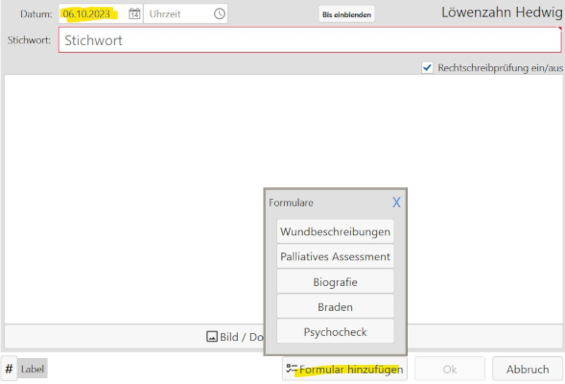 Datum: 06.10.2023 14 Uhrzeit Bis einblenden Löwenzahn Hedwig
Stichwort: Stichwort
Rechtschreibprüfung ein/aus
Formulare X
Wundbeschreibungen
Palliatives Assessment
Biografie
Braden
Psychocheck
Bild / Do
# Label Formular hinzufügen Ok Abbruch